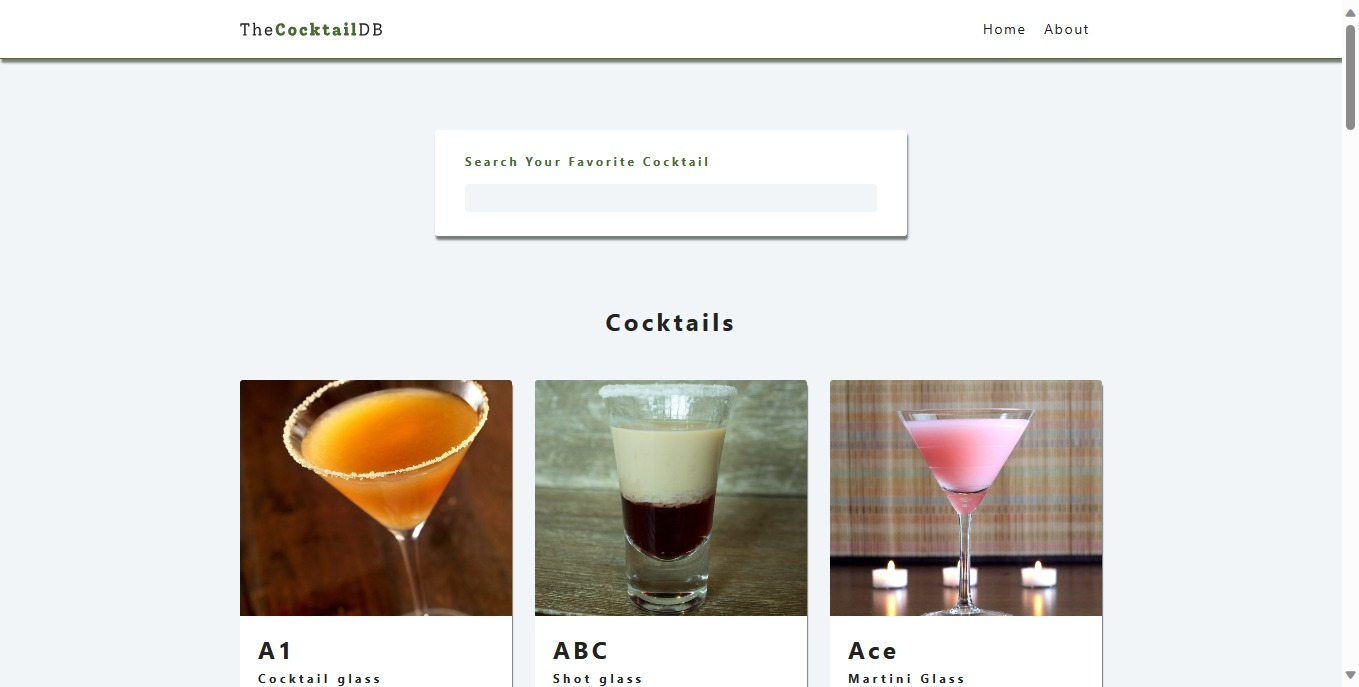 TheCocktailDB
Home About
Search Your Favorite Cocktail
Cocktails
A1
Cocktail glass
ABC
Shot glass
Ace
Martini Glass